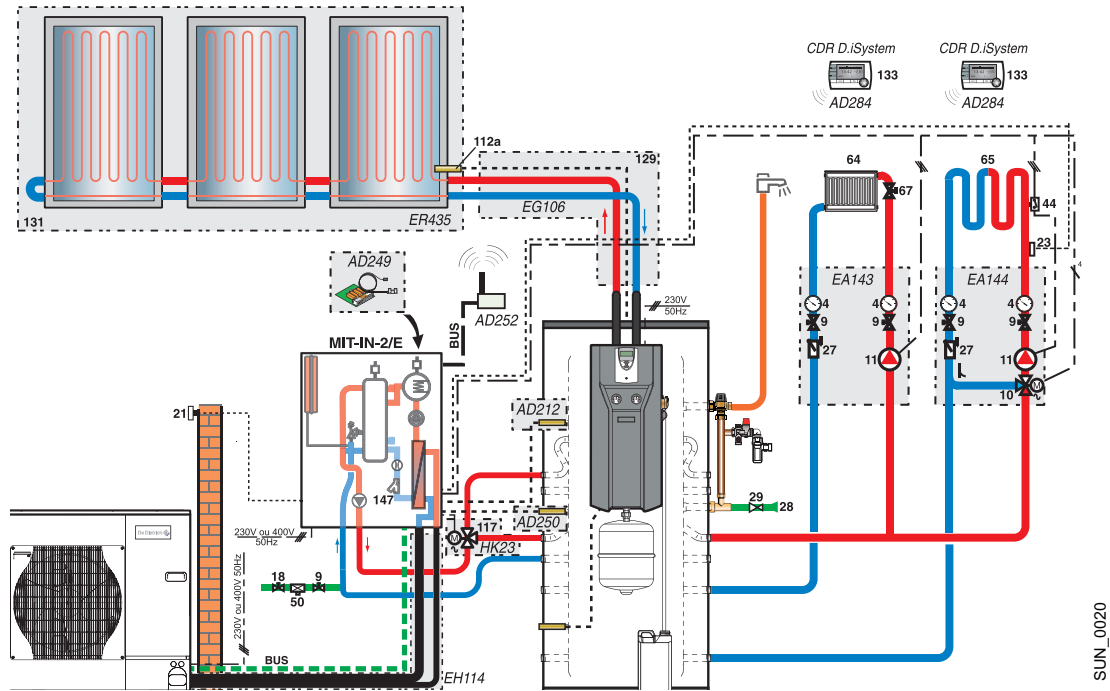 CDR D.iSystem
133
AD284
CDR D.iSystem
133
AD284
112a
129
64
65
67
44
131
ER435
EG106
23
4
AD249
AD252
BUS
230V
50Hz
EA143
EA144
4
4
4
4
9
9
9
9
MIT-IN-2/E
27
11
27
11
M
10
21
AD212
147
29
28
AD250
117
M
HK23
230V ou 400V
50Hz
18
9
50
230V ou 400V 50Hz
BUS
EH114
SUN_0020